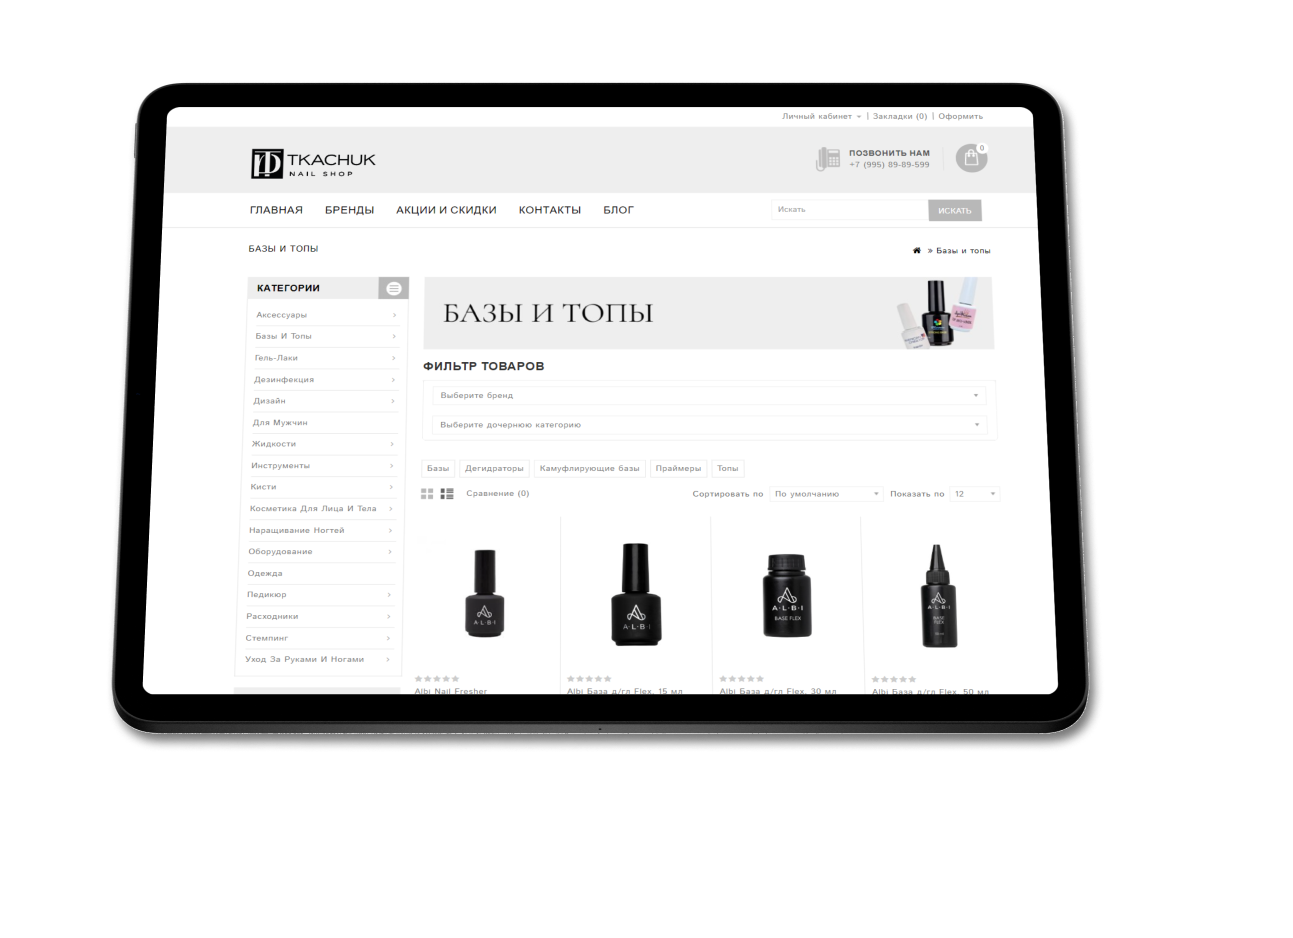 Личный кабинет | Закладки (0) | Оформить
TKACHUK
NAIL SHOP
ПОЗВОНИТЬ НАМ
+7 (995) 89-89-599
0
ГЛАВНАЯ БРЕНДЫ АКЦИИ И СКИДКИ КОНТАКТЫ БЛОГ
Искать ИСКАТЬ
БАЗЫ И ТОПЫ
» Базы и топы
КАТЕГОРИИ
Аксессуары
Базы И Топы
Гель-Лаки
Дезинфекция
Дизайн
Для Мужчин
Жидкости
Инструменты
Кисти
Косметика Для Лица И Тела
Наращивание Ногтей
Оборудование
Одежда
Педикюр
Расходники
Стемпинг
Уход За Руками И Ногами
БАЗЫ И ТОПЫ
ФИЛЬТР ТОВАРОВ
Выберите бренд
Выберите дочернюю категорию
Базы Дегидраторы Камуфлирующие базы Праймеры Топы
Сравнение (0) Сортировать по По умолчанию Показать по 12
A·L·B·I
A·L·B·I
A·L·B·I
BASE FLEX
A·L·B·I
BASE
FLEX
Albi Nail Fresher
Albi База д/гл Flex, 15 мл
Albi База д/гл Flex, 30 мл
Albi База д/гл Flex, 50 мл